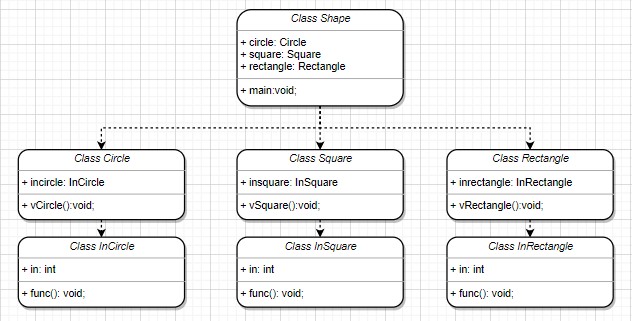 Class Shape
+ circle: Circle
+ square: Square
+ rectangle: Rectangle
+ main:void;
Class Circle
+ incircle: InCircle
+ vCircle():void;
Class Square
+ insquare: InSquare
+ vSquare():void;
Class Rectangle
+ inrectangle: InRectangle
+ vRectangle():void;
Class InCircle
+ in: int
+ func(): void;
Class InSquare
+ in: int
+ func(): void;
Class InRectangle
+ in: int
+ func(): void;